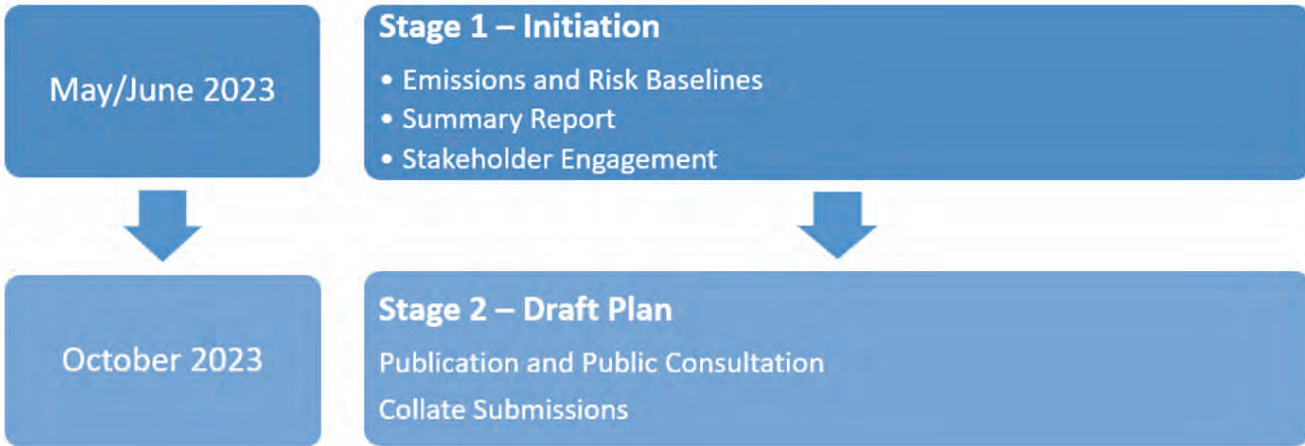 May/June 2023
Stage 1 – Initiation
• Emissions and Risk Baselines
• Summary Report
• Stakeholder Engagement
October 2023
Stage 2 – Draft Plan
Publication and Public Consultation
Collate Submissions